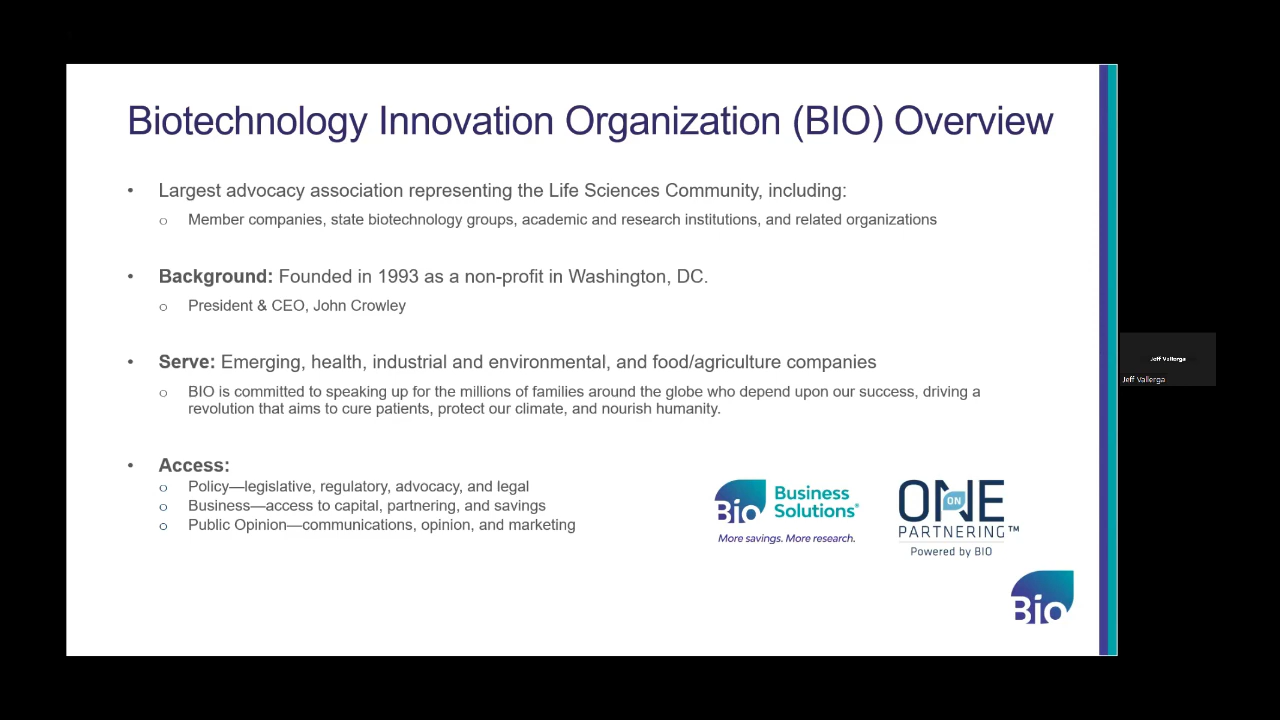 Biotechnology Innovation Organization (BIO) Overview
• Largest advocacy association representing the Life Sciences Community, including:
o Member companies, state biotechnology groups, academic and research institutions, and related organizations
• Background: Founded in 1993 as a non-profit in Washington, DC.
o President & CEO, John Crowley
• Serve: Emerging, health, industrial and environmental, and food/agriculture companies
o BIO is committed to speaking up for the millions of families around the globe who depend upon our success, driving a
revolution that aims to cure patients, protect our climate, and nourish humanity.
• Access:
o Policy—legislative, regulatory, advocacy, and legal
o Business—access to capital, partnering, and savings
o Public Opinion—communications, opinion, and marketing
Bio Business
Solutions®
More savings. More research.
ONE ON
PARTNERING™
Powered by BIO
Bio
Jeff Vallerga
Jeff Vallerga